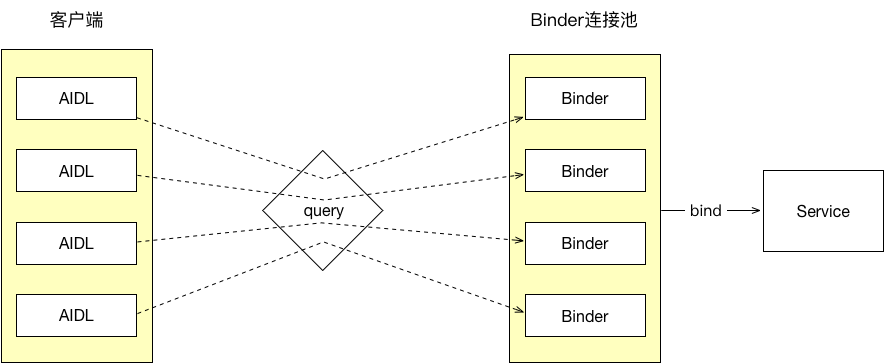 客户端
Binder连接池
AIDL
Binder
AIDL
Binder
query
bind
Service
AIDL
Binder
AIDL
Binder